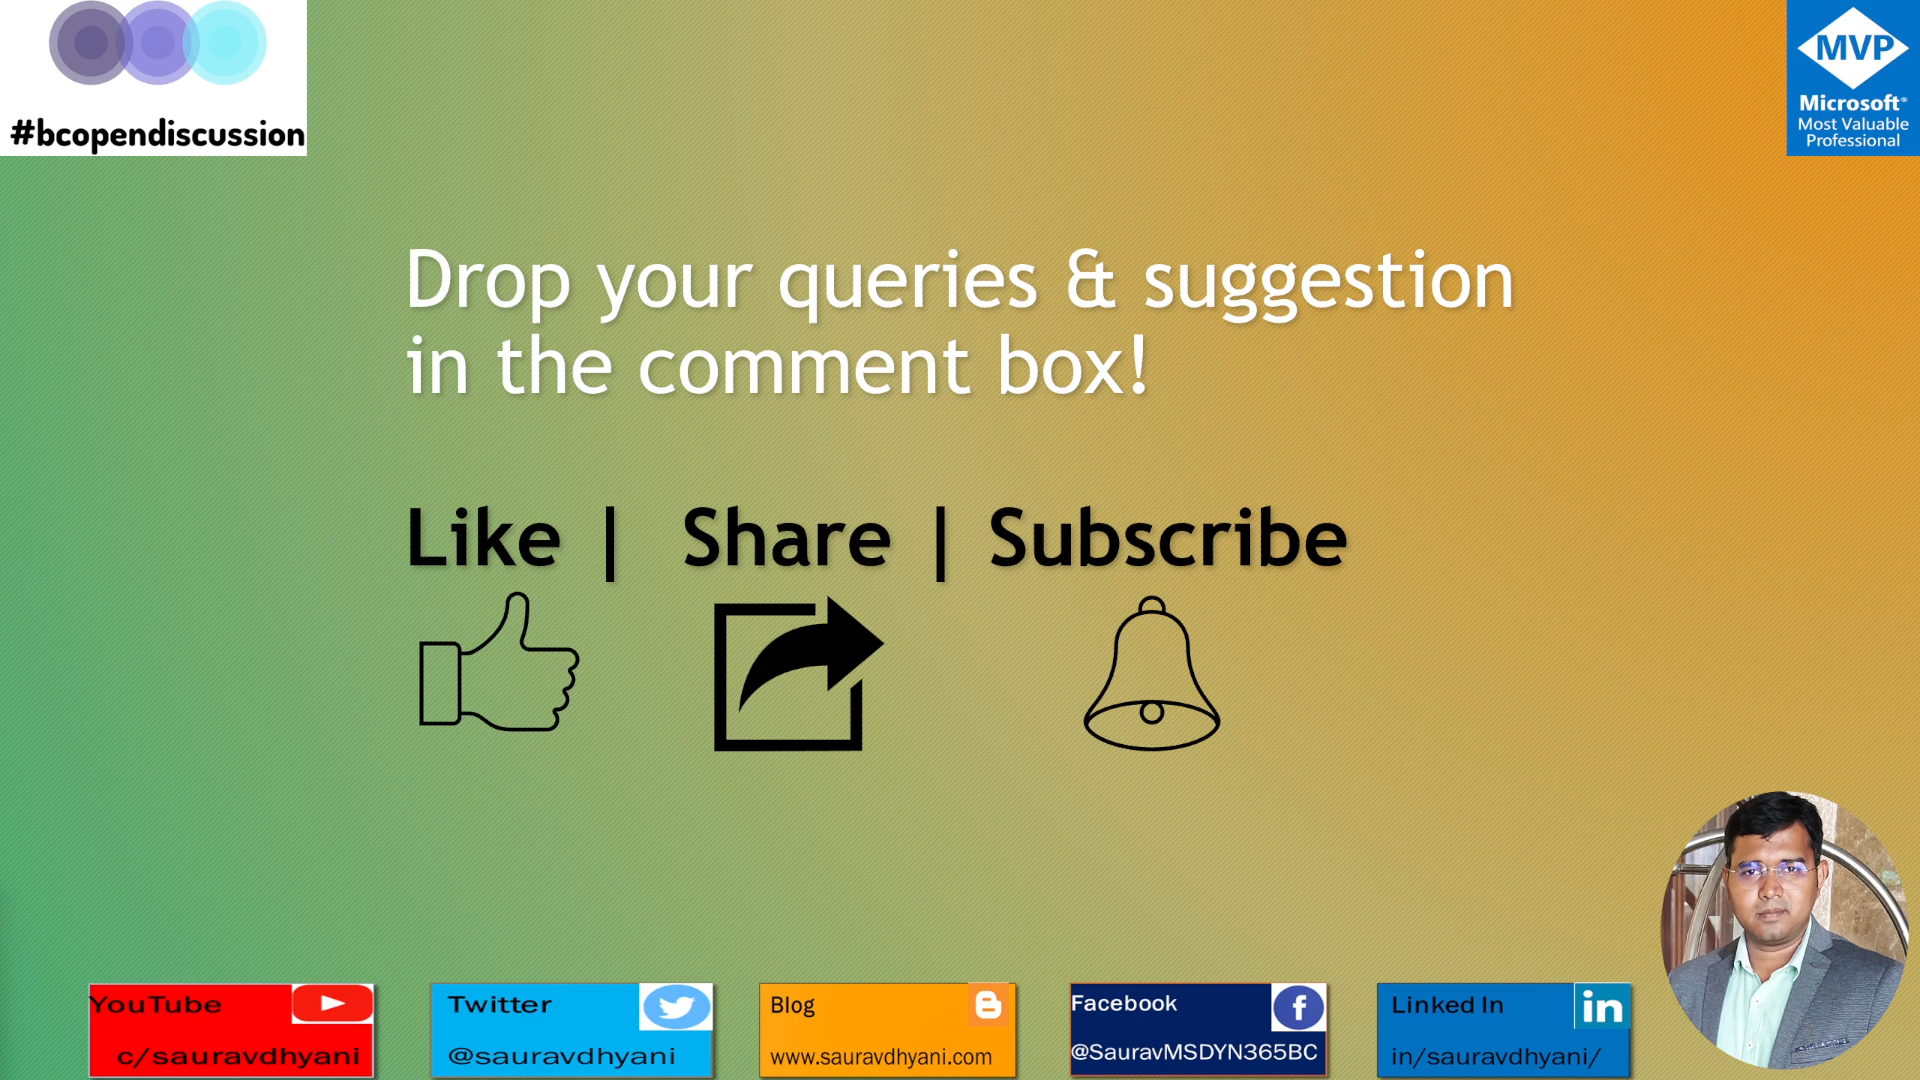 #bcopendiscussion
MVP
Microsoft®
Most Valuable
Professional
Drop your queries & suggestion
in the comment box!
Like | Share | Subscribe
YouTube
c/sauravdhyani
Twitter
@sauravdhyani
Blog
www.sauravdhyani.com
Facebook
@SauravMSDYN365BC
Linked In
in
in/sauravdhyani/